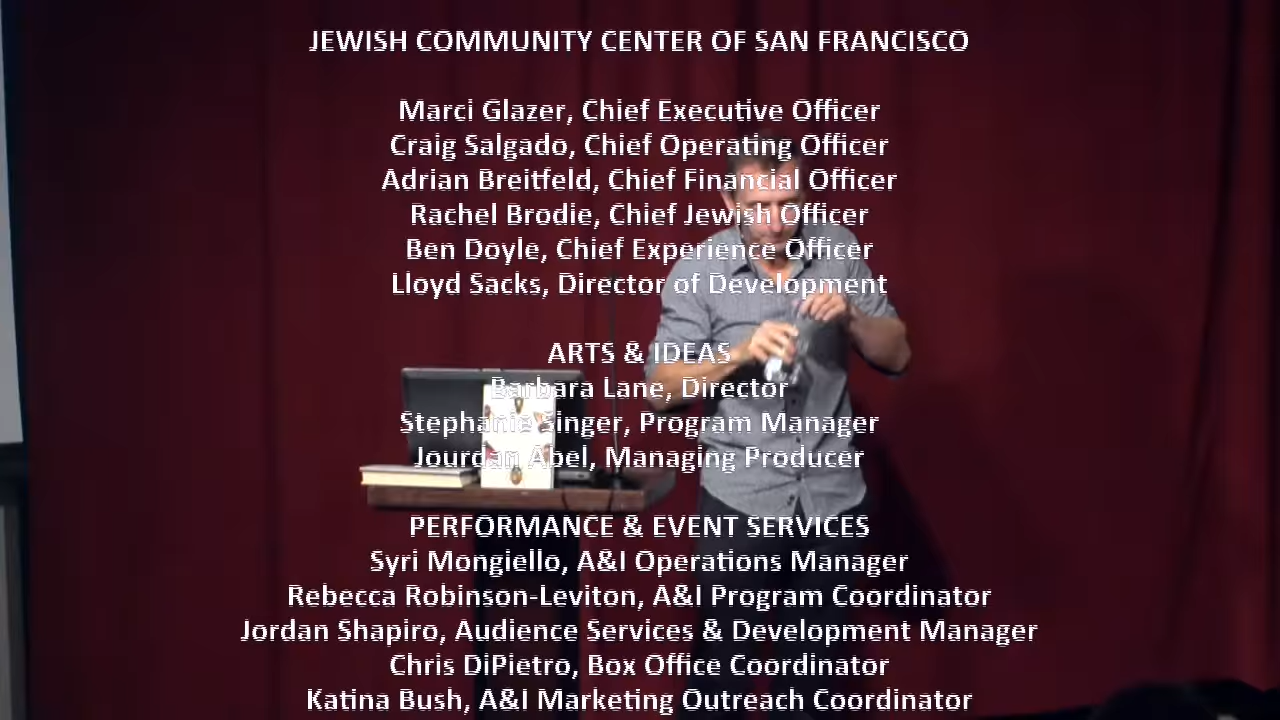 JEWISH COMMUNITY CENTER OF SAN FRANCISCO
Marci Glazer, Chief Executive Officer
Craig Salgado, Chief Operating Officer
Adrian Breitfeld, Chief Financial Officer
Rachel Brodie, Chief Jewish Officer
Ben Doyle, Chief Experience Officer
Lloyd Sacks, Director of Development
ARTS & IDEAS
Barbara Lane, Director
Stephanie Singer, Program Manager
Jourdan Abel, Managing Producer
PERFORMANCE & EVENT SERVICES
Syri Mongiello, A&I Operations Manager
Rebecca Robinson-Leviton, A&I Program Coordinator
Jordan Shapiro, Audience Services & Development Manager
Chris DiPietro, Box Office Coordinator
Katina Bush, A&I Marketing Outreach Coordinator